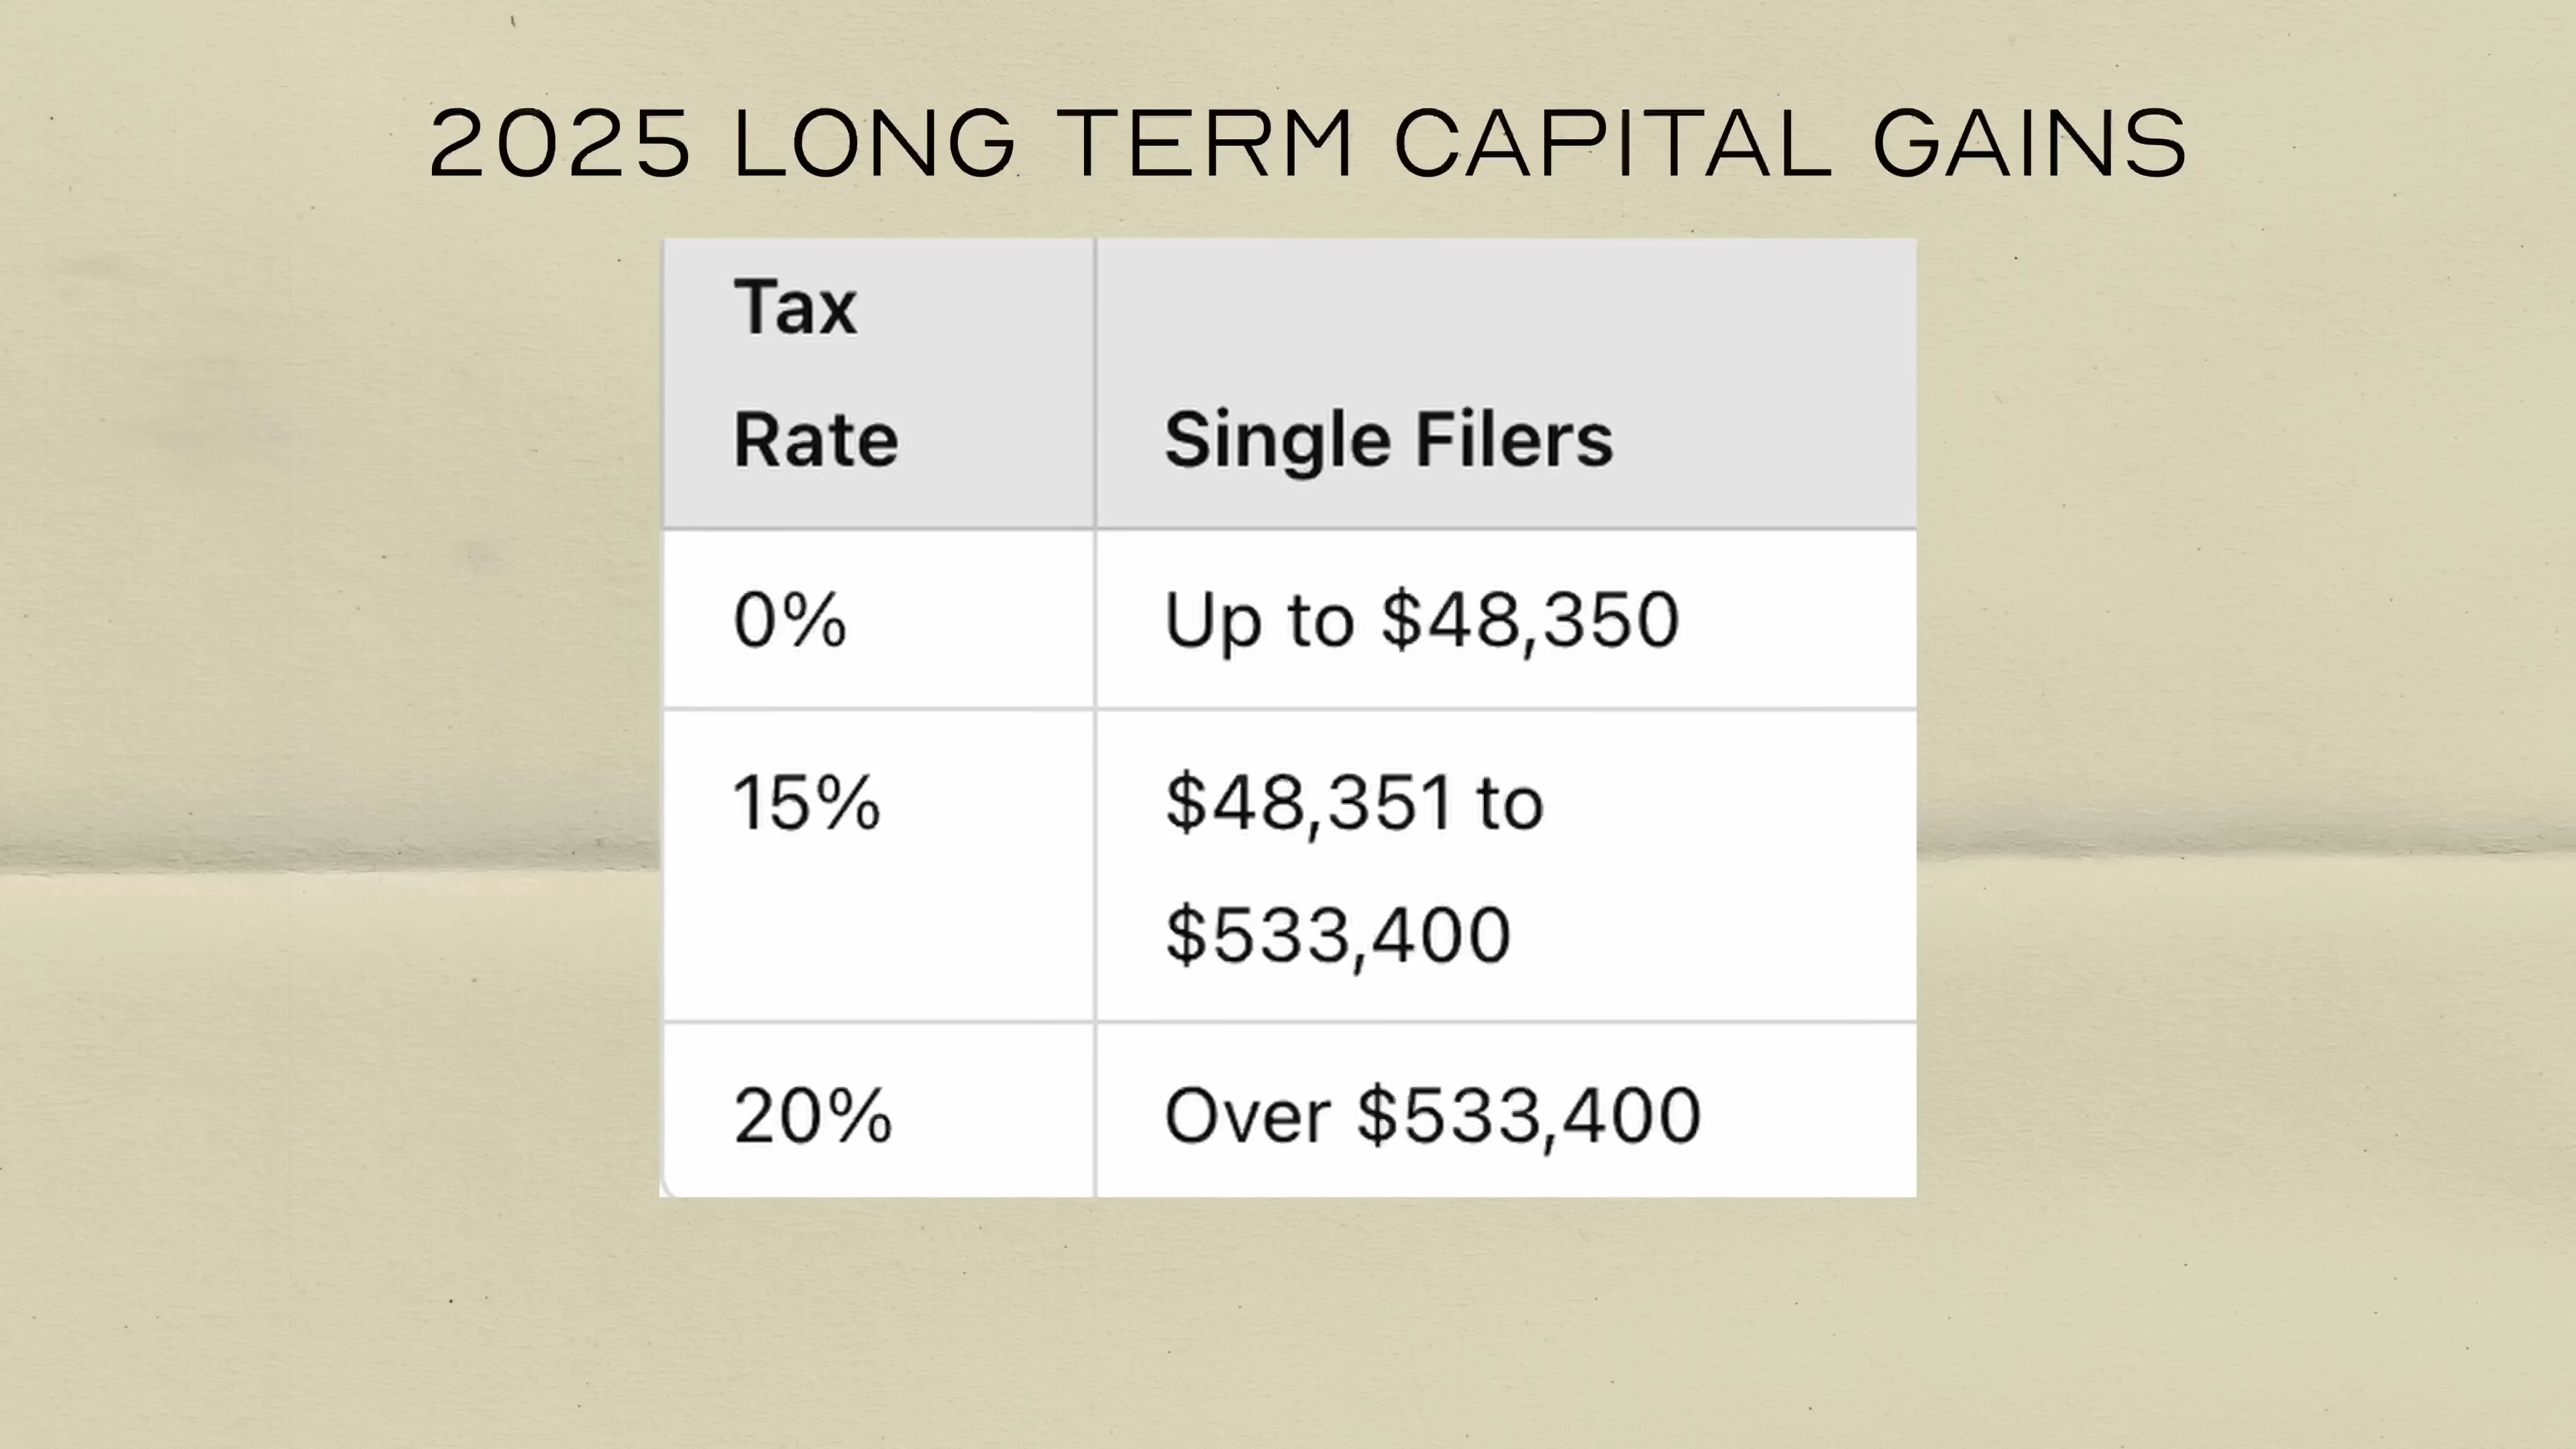 2025 LONG TERM CAPITAL GAINS
Tax
Rate
Single Filers
0%
Up to $48,350
15%
$48,351 to
$533,400
20%
Over $533,400